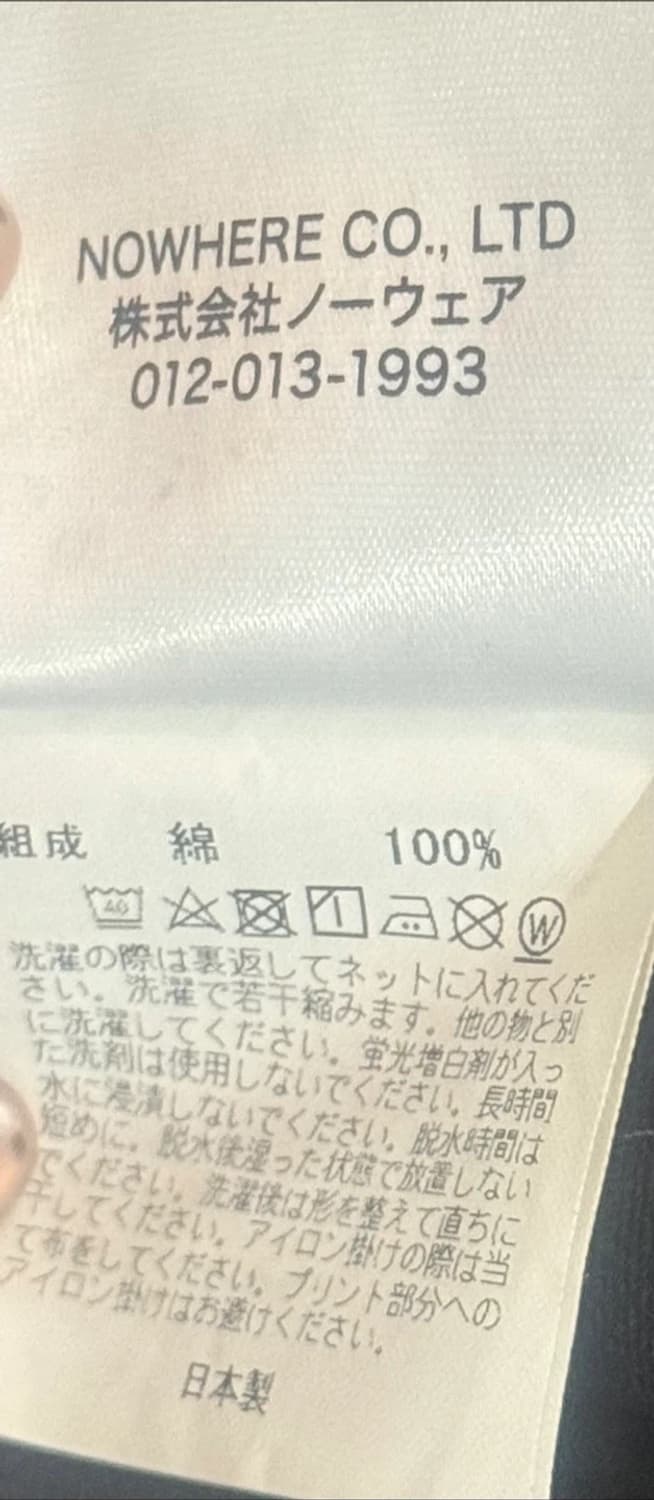 NOWHERE CO., LTD
株式会社ノーウェア
012-013-1993
組成 綿 100%
40 W
洗濯の際は裏返してネットに入れてくだ
さい。洗濯で若干縮みます。他の物と別
に洗濯してください。蛍光増白剤が入っ
た洗剤は使用しないでください。長時間
水に浸漬しないでください。脱水時間は
短めに。脱水後湿った状態で放置しない
でください。洗濯後は形を整えて直ちに
干してください。アイロン掛けの際は当
て布をしてください。プリント部分への
アイロン掛けはお避けください。
日本製